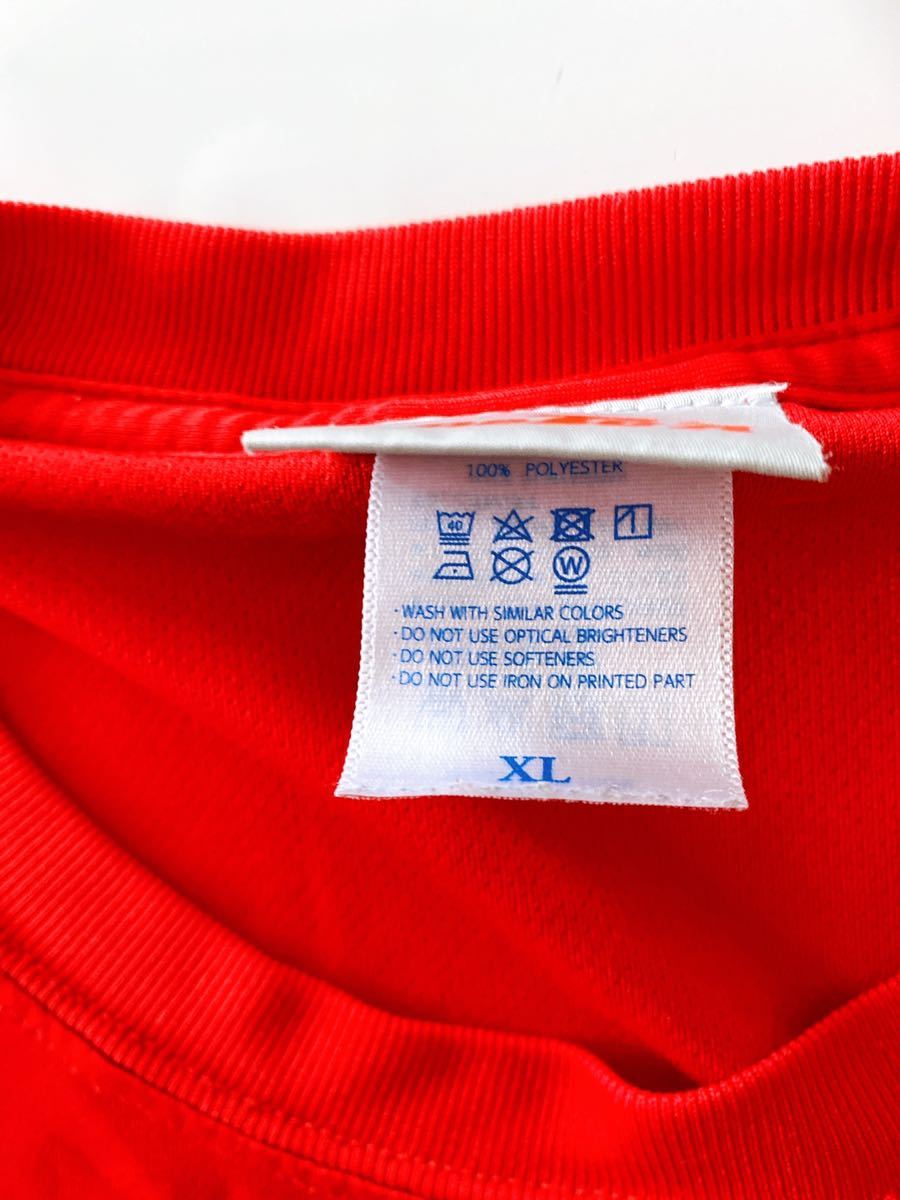 100% POLYESTER
40
W
·WASH WITH SIMILAR COLORS
·DO NOT USE OPTICAL BRIGHTENERS
·DO NOT USE SOFTENERS
·DO NOT USE IRON ON PRINTED PART
XL